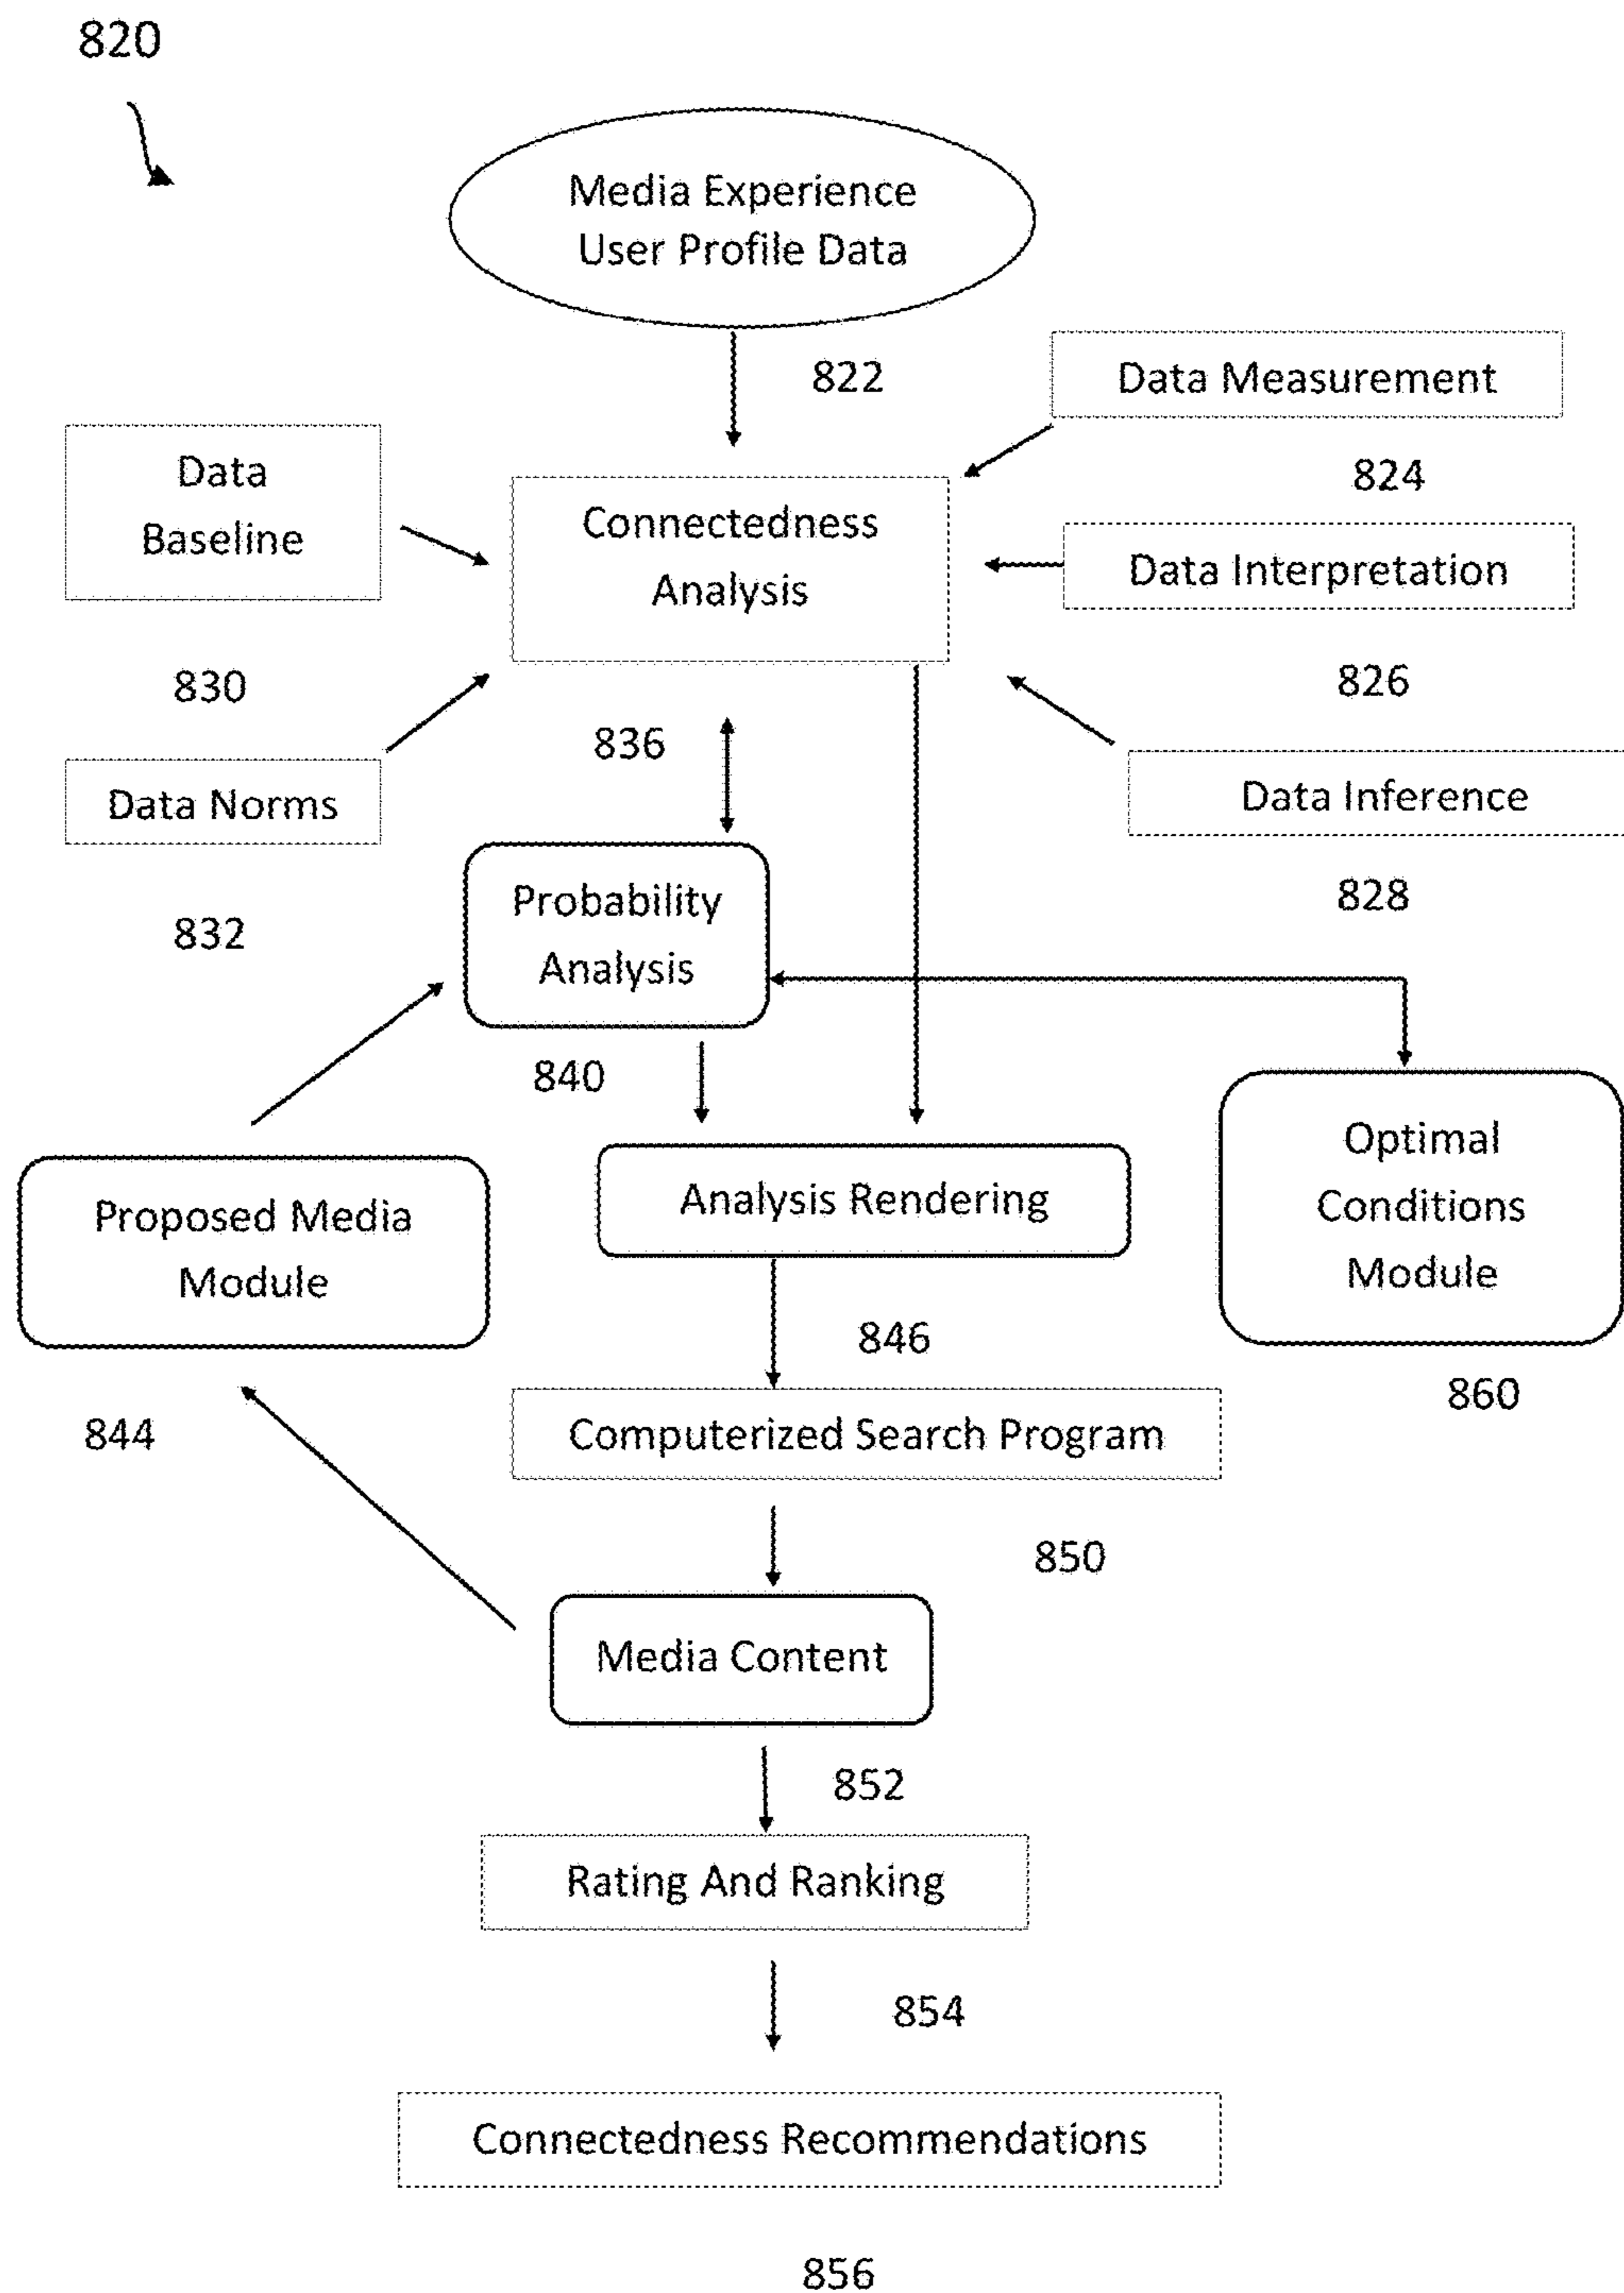 820
Media Experience
User Profile Data
822
Data Measurement
824
Data
Baseline
Connectedness
Analysis
Data Interpretation
830
826
836
Data Norms
Data Inference
832
828
Probability
Analysis
840
Proposed Media
Module
Analysis Rendering
Optimal
Conditions
Module
844
846
860
Computerized Search Program
850
Media Content
852
Rating And Ranking
854
Connectedness Recommendations
856